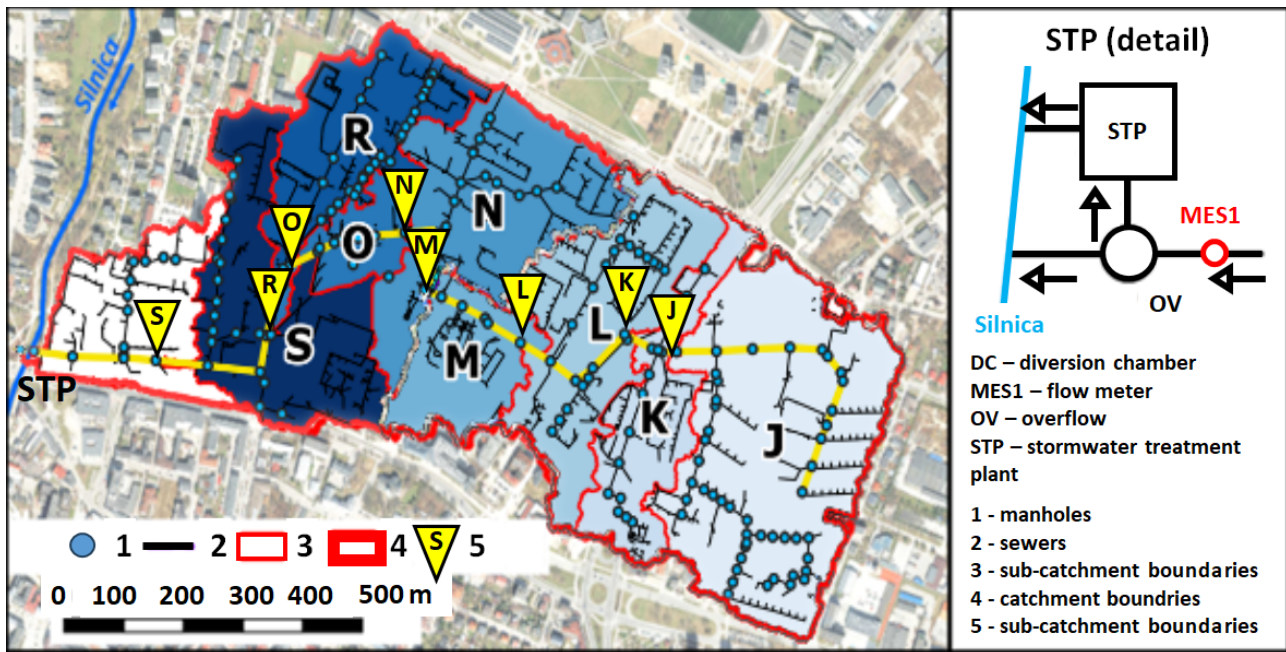 Silnica
R
N
O
N
O
M
R
L
K
J
S
S
L
M
K
J
STP
1
2
3
4
S
5
0 100 200 300 400 500 m
STP (detail)
STP
MES1
OV
Silnica
DC – diversion chamber
MES1 – flow meter
OV – overflow
STP – stormwater treatment
plant
1 - manholes
2 - sewers
3 - sub-catchment boundaries
4 - catchment boundries
5 - sub-catchment boundaries